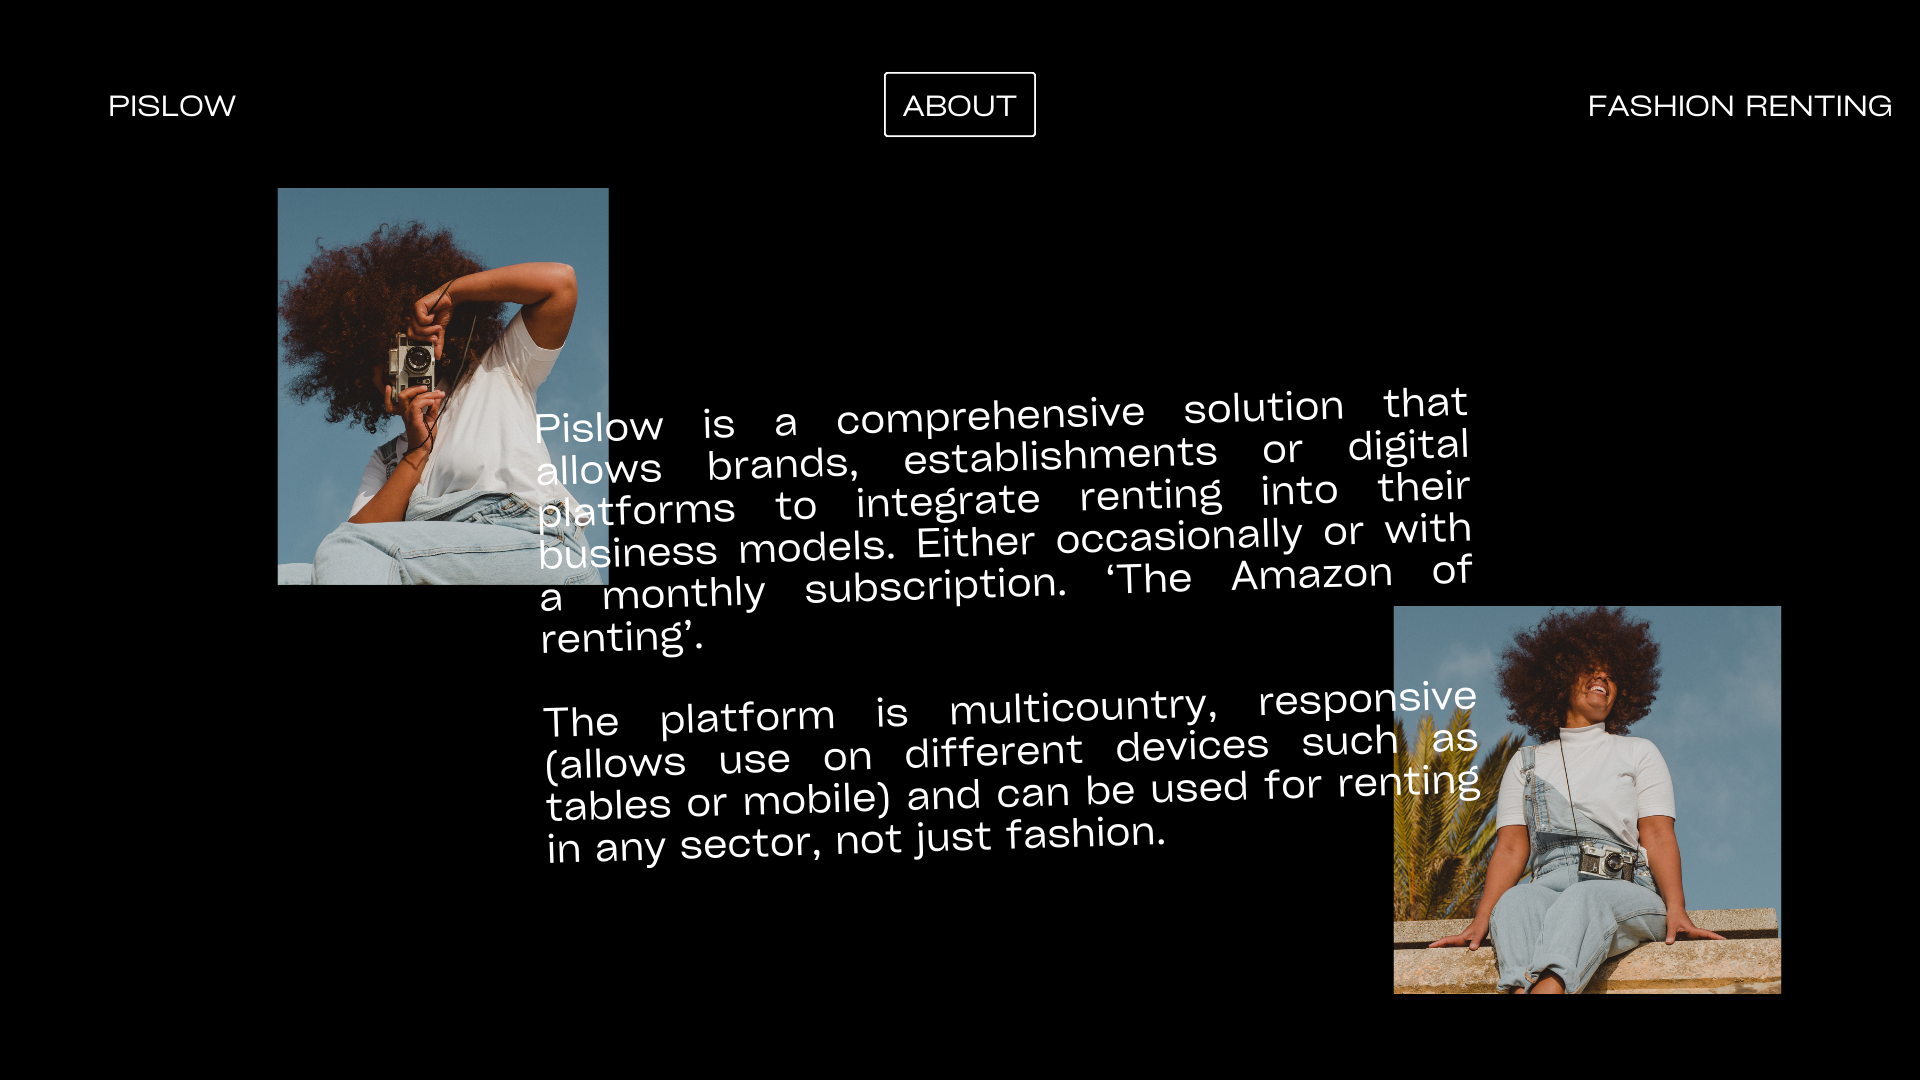 PISLOW
ABOUT
FASHION RENTING
Pislow is a comprehensive solution that
allows brands, establishments or digital
platforms to integrate renting into their
business models. Either occasionally or with
a monthly subscription. ‘The Amazon of
renting’.
The platform is multicountry, responsive
(allows use on different devices such as
tables or mobile) and can be used for renting
in any sector, not just fashion.